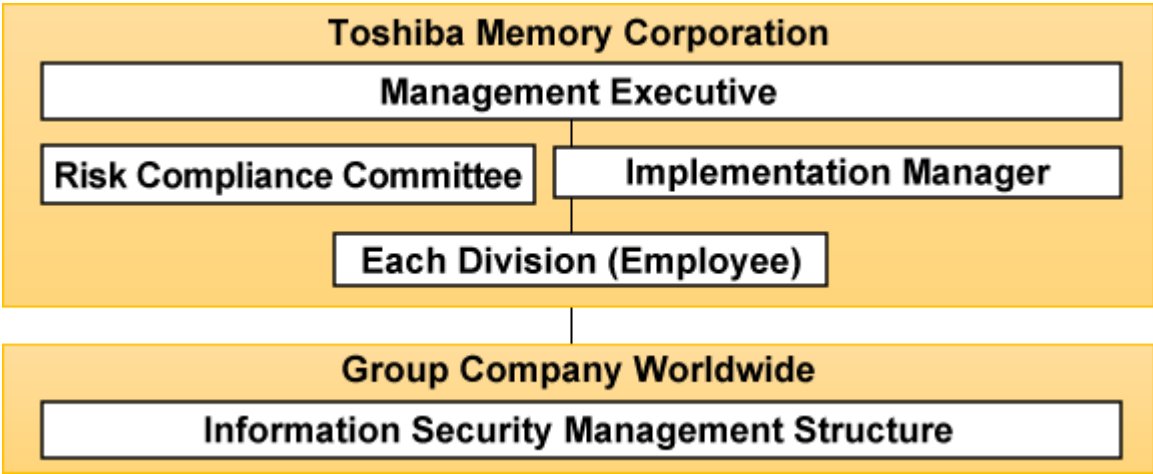 Toshiba Memory Corporation
Management Executive
Risk Compliance Committee
Implementation Manager
Each Division (Employee)
Group Company Worldwide
Information Security Management Structure